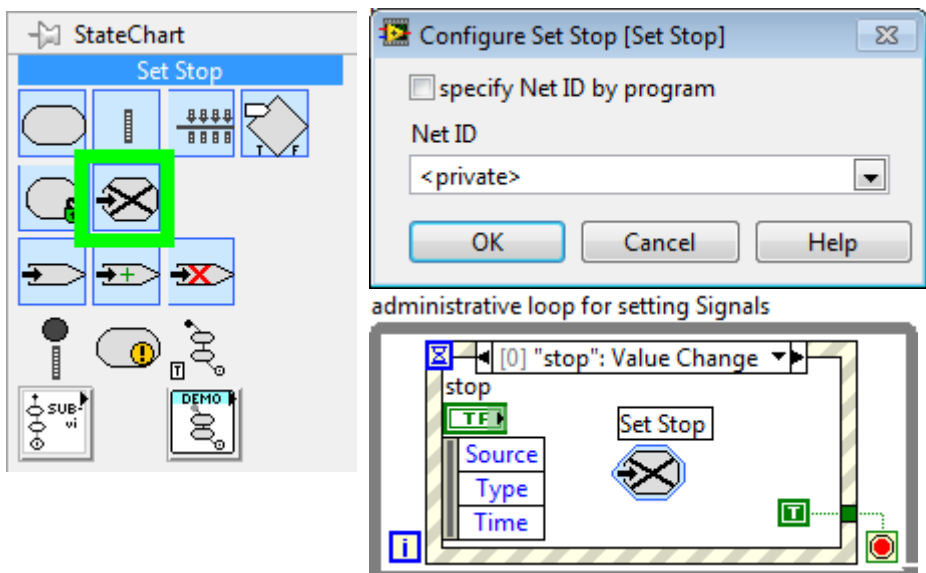 StateChart
Set Stop
T F
T
SUB-
vi
DEMO
Configure Set Stop [Set Stop]
specify Net ID by program
Net ID
<private>
OK Cancel Help
administrative loop for setting Signals
[0] "stop": Value Change
stop
TF
Set Stop
Source
Type
Time
T
i